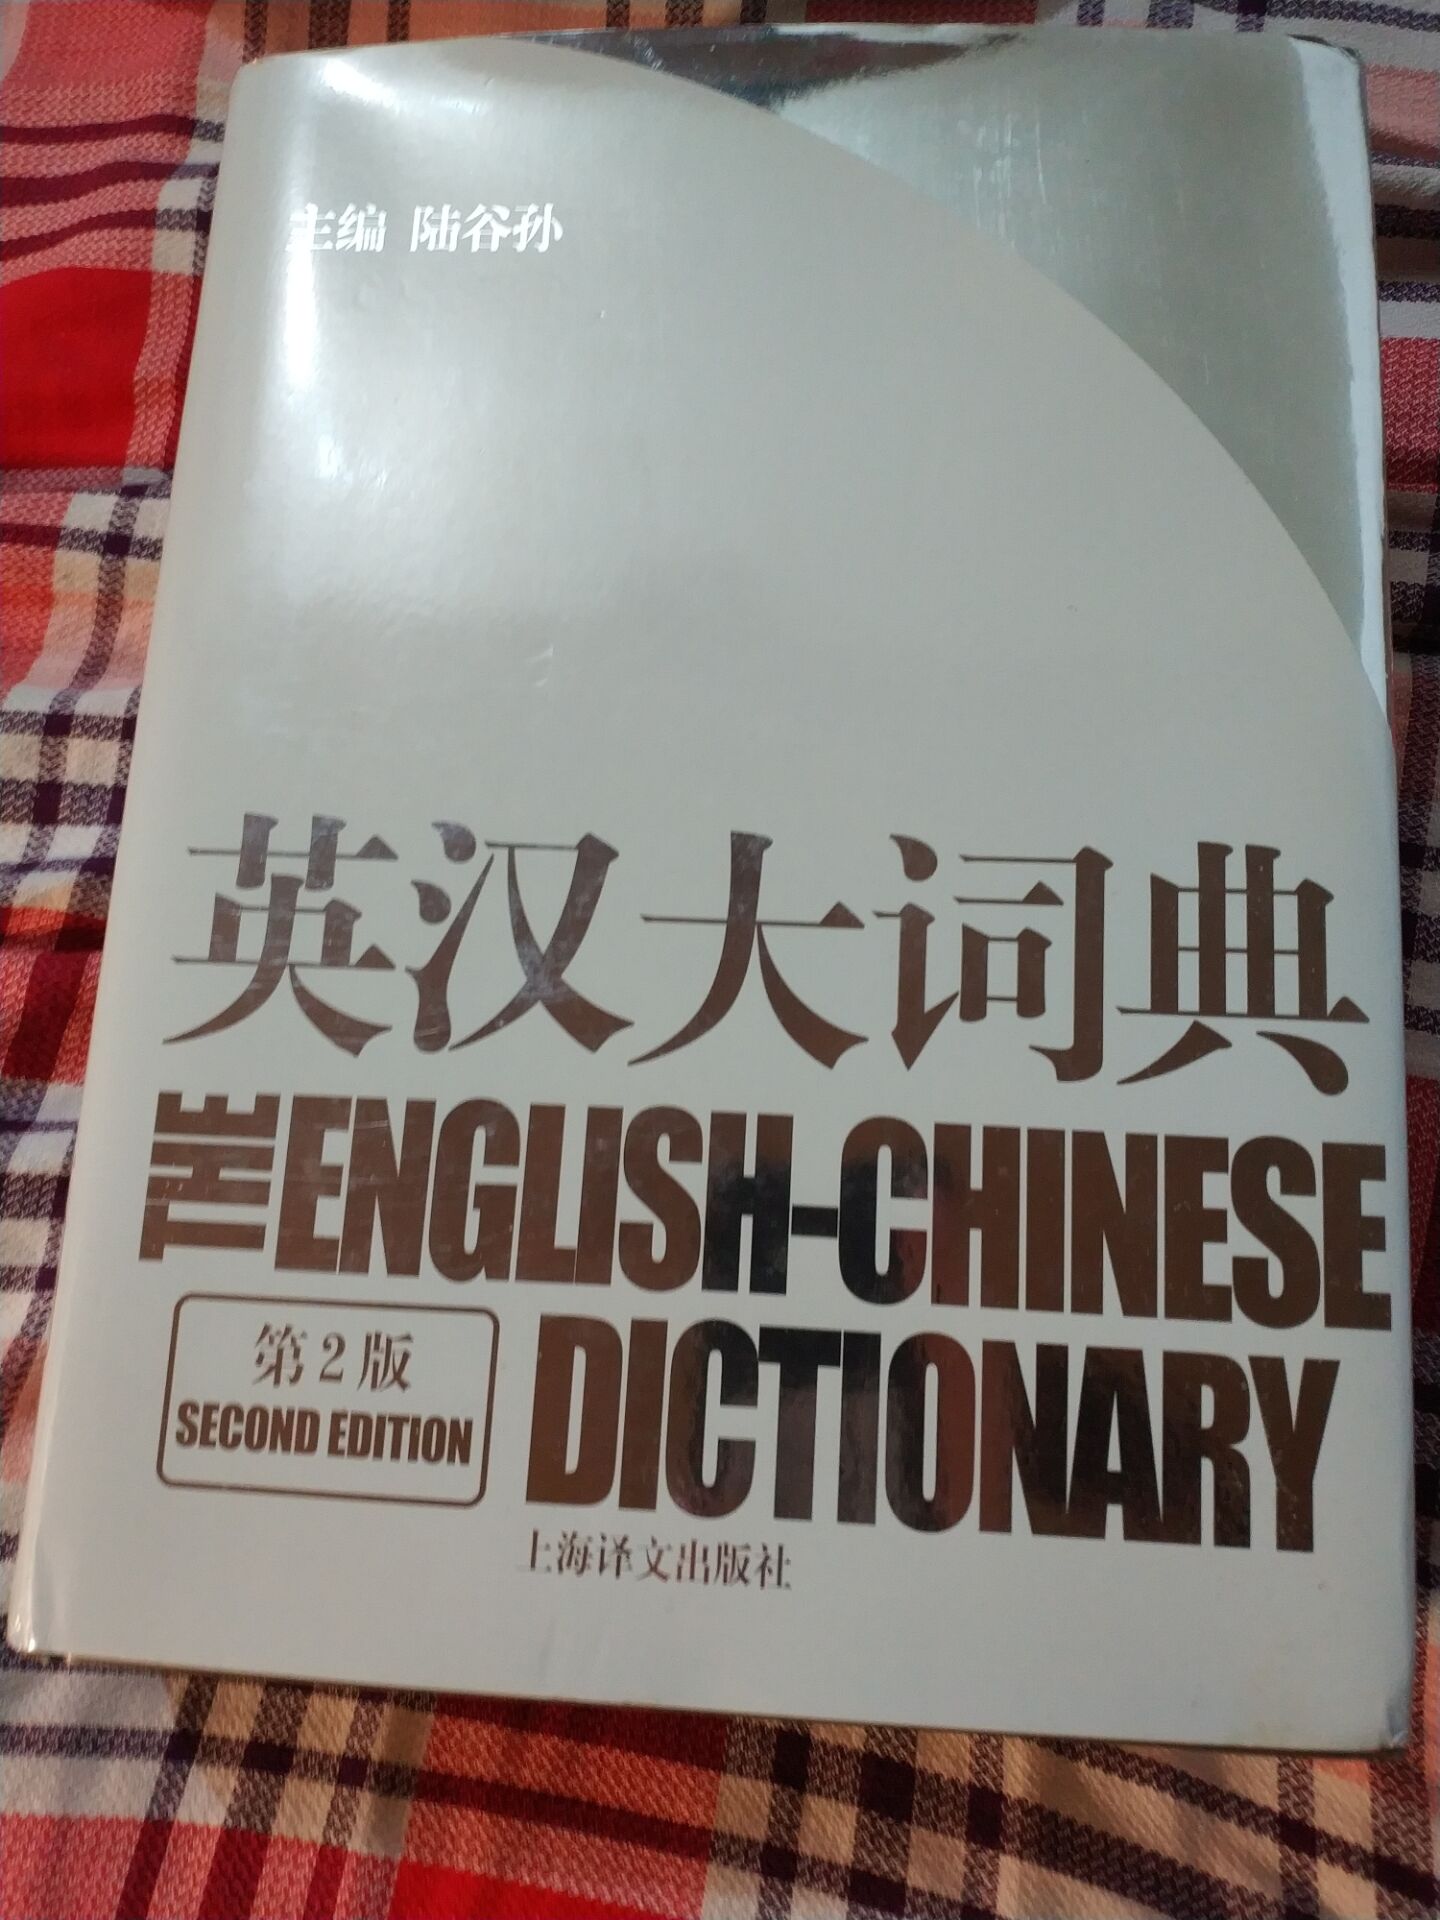 主编 陆谷孙
英汉大词典
THE ENGLISH-CHINESE
DICTIONARY
第2版
SECOND EDITION
上海译文出版社